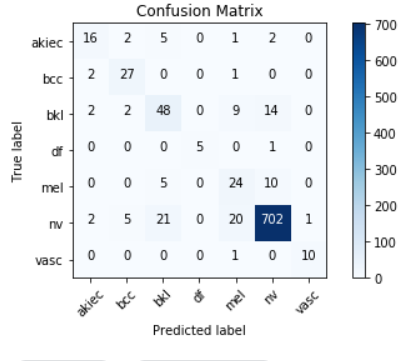 Confusion Matrix
akiec 16 2 5 0 1 2 0
bcc 2 27 0 0 1 0 0
bkl 2 2 48 0 9 14 0
df 0 0 0 5 0 1 0
mel 0 0 5 0 24 10 0
nv 2 5 21 0 20 702 1
vasc 0 0 0 0 1 0 10
akiec bcc bkl df mel nv vasc
True label
Predicted label
700
600
500
400
300
200
100
0